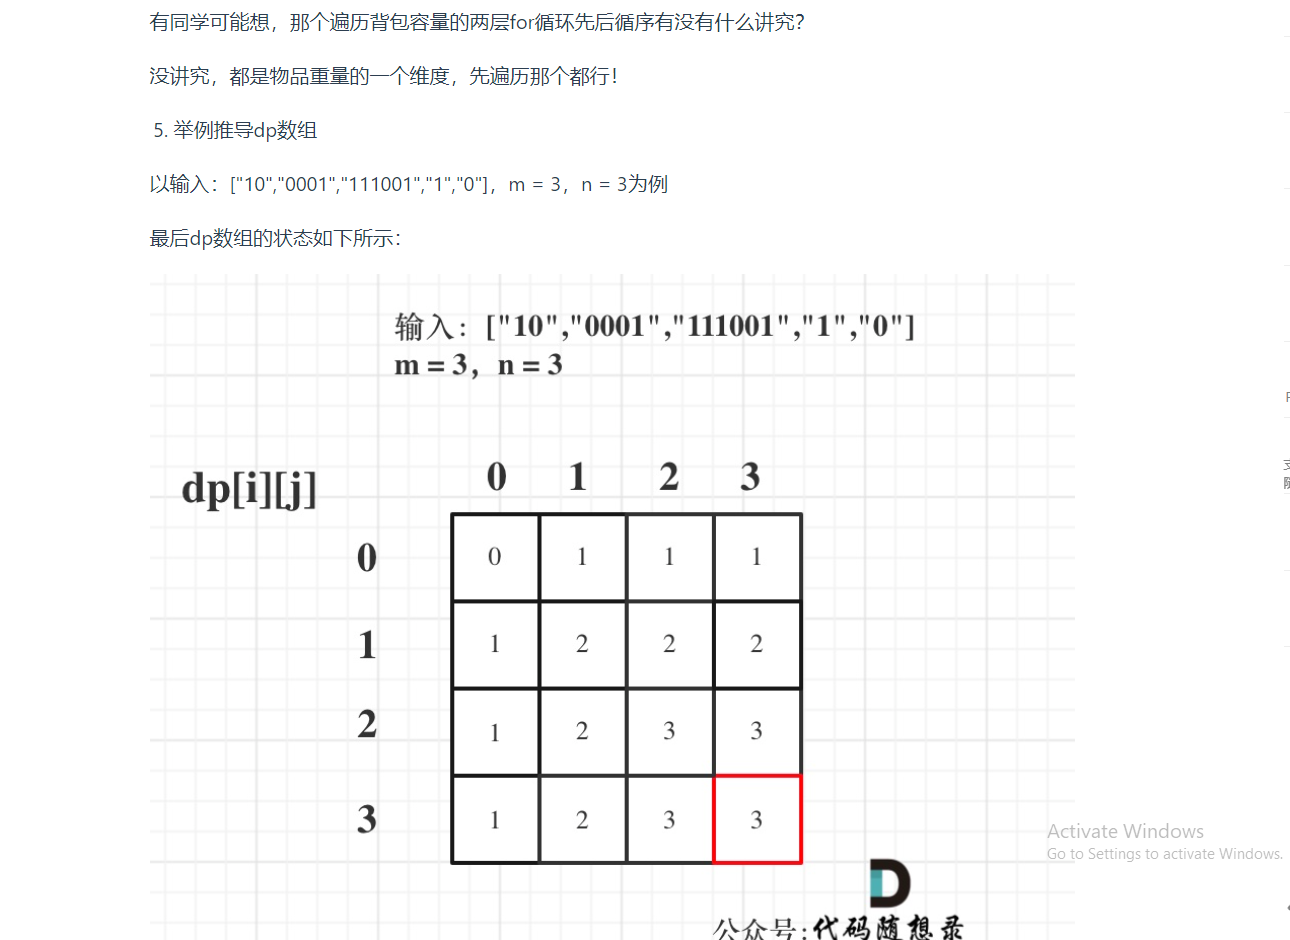 有同学可能想，那个遍历背包容量的两层for循环先后循序有没有什么讲究？
没讲究，都是物品重量的一个维度，先遍历那个都行！
5. 举例推导dp数组
以输入：["10","0001","111001","1","0"]，m = 3，n = 3为例
最后dp数组的状态如下所示：
输入：["10","0001","111001","1","0"]
m = 3，n = 3
dp[i][j]
0 1 2 3
0 0 1 1 1
1 1 2 2 2
2 1 2 3 3
3 1 2 3 3
Activate Windows
Go to Settings to activate Windows.
公众号:代码随想录